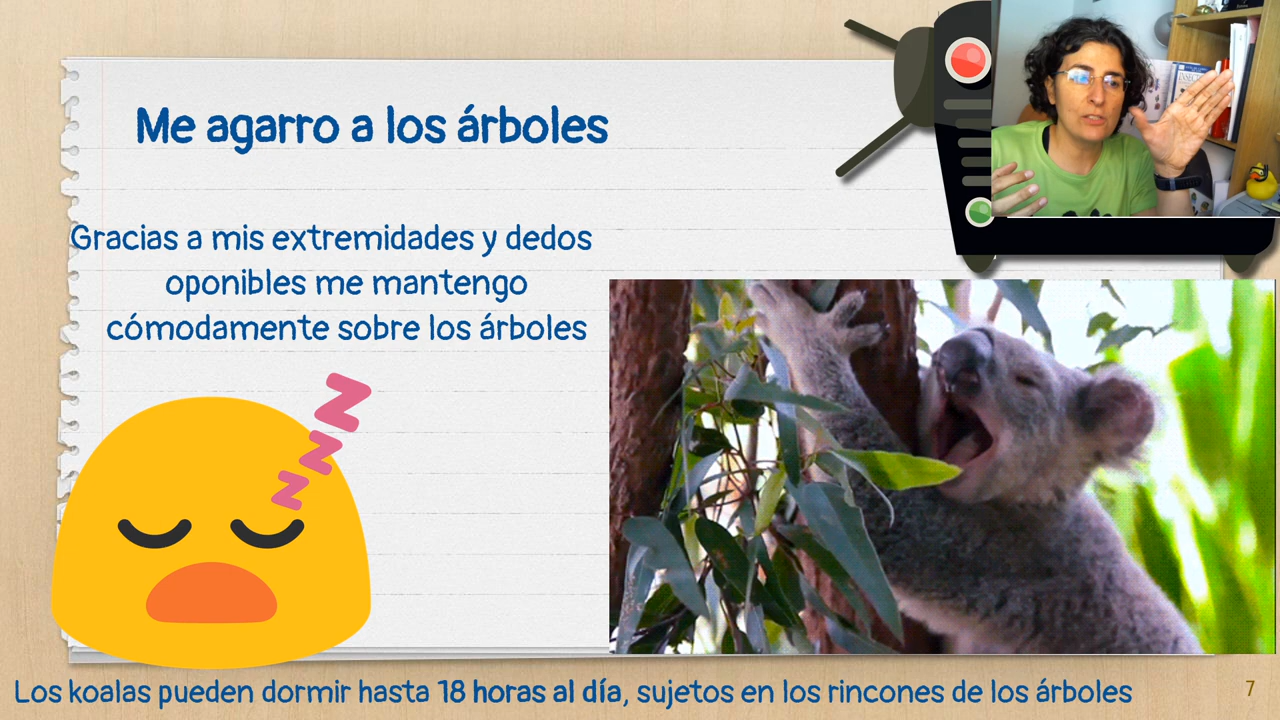 Me agarro a los árboles
Gracias a mis extremidades y dedos
oponibles me mantengo
cómodamente sobre los árboles
Los koalas pueden dormir hasta 18 horas al día, sujetos en los rincones de los árboles
7